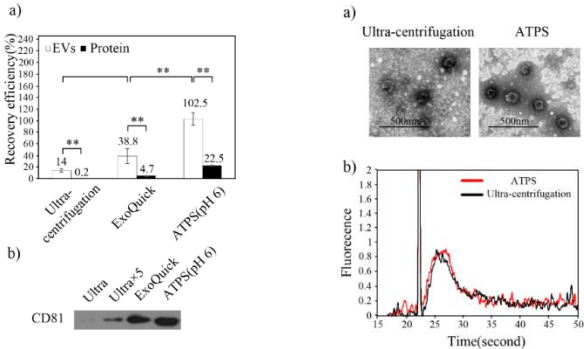 a)
EVs
Protein
Recovery efficiency(%)
240
220
200
180
160
140
120
100
80
60
40
20
0
**
**
**
**
14
0.2
38.8
4.7
102.5
22.5
Ultra-
centrifugation
ExoQuick
ATPS(pH 6)
b)
Ultra
Ultra×5
ExoQuick
ATPS(pH 6)
CD81
a)
Ultra-centrifugation
ATPS
500nm
500nm
b)
ATPS
Ultra-centrifugation
Fluorecence
2
1.8
1.6
1.4
1.2
1
0.8
0.6
0.4
0.2
0
15
20
25
30
35
40
45
50
Time(second)